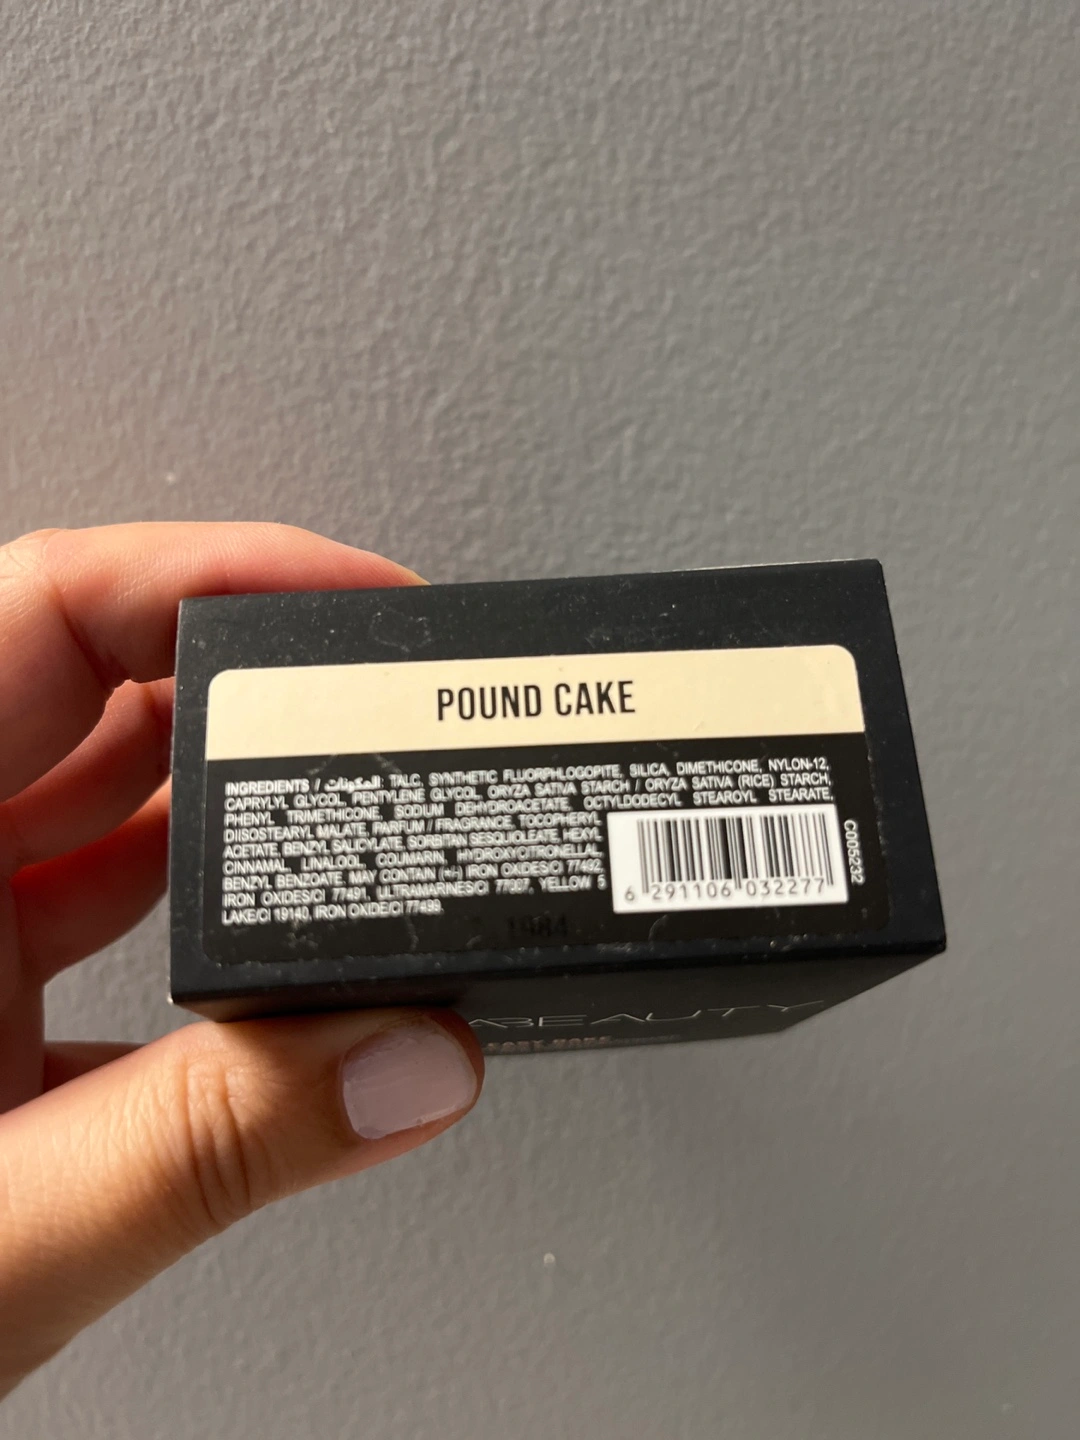 POUND CAKE
INGREDIENTS / المكونات: TALC, SYNTHETIC FLUORPHLOGOPITE, SILICA, DIMETHICONE, NYLON-12,
CAPRYLYL GLYCOL, PENTYLENE GLYCOL, ORYZA SATIVA STARCH / ORYZA SATIVA (RICE) STARCH,
PHENYL TRIMETHICONE, SODIUM DEHYDROACETATE, OCTYLDODECYL STEAROYL STEARATE,
DIISOSTEARYL MALATE, PARFUM / FRAGRANCE, TOCOPHERYL
ACETATE, BENZYL SALICYLATE, SORBITAN SESQUIOLEATE, HEXYL
CINNAMAL, LINALOOL, COUMARIN, HYDROXYCITRONELLAL,
BENZYL BENZOATE. MAY CONTAIN (+/-) IRON OXIDES/CI 77492,
IRON OXIDES/CI 77491, ULTRAMARINES/CI 77007, YELLOW 5
LAKE/CI 19140, IRON OXIDE/CI 77499.
6 291106 032277
C005232
BEAUTY